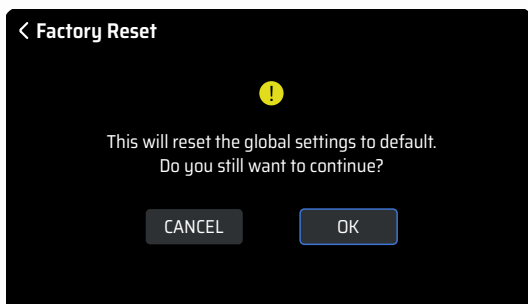 Factory Reset
This will reset the global settings to default.
Do you still want to continue?
CANCEL OK